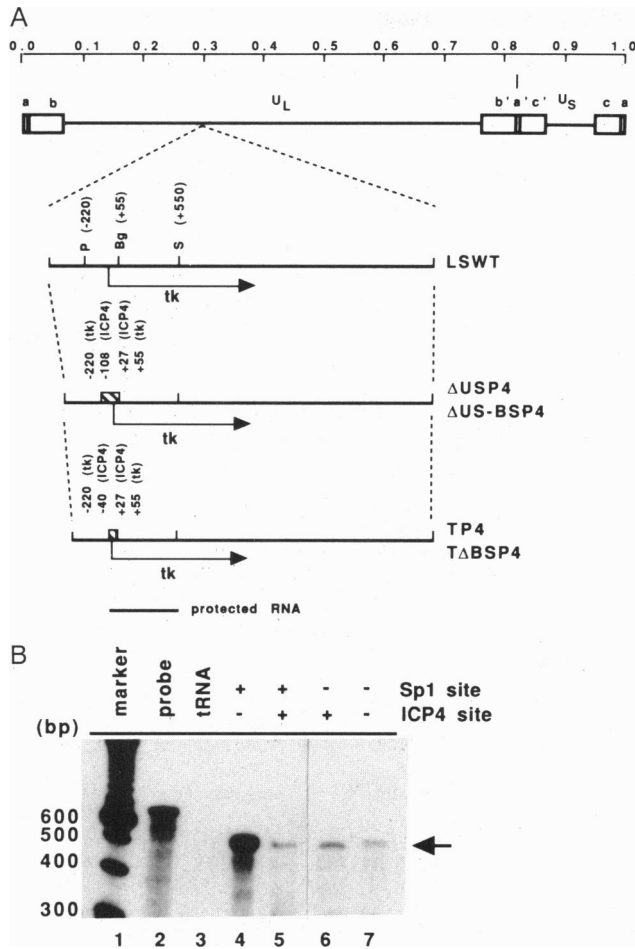 A
0.0 0.1 0.2 0.3 0.4 0.5 0.6 0.7 0.8 0.9 1.0
a b UL b' a' c' US c a
P (-220)
Bg (+55)
S (+550)
LSWT
tk
-220 (tk)
-108 (ICP4)
+27 (ICP4)
+55 (tk)
ΔUSP4
ΔUS-BSP4
tk
-220 (tk)
-40 (ICP4)
+27 (ICP4)
+55 (tk)
TP4
TΔBSP4
tk
protected RNA
B
marker
probe
tRNA
+ + - - Sp1 site
- + + - ICP4 site
(bp)
600
500
400
300
1 2 3 4 5 6 7